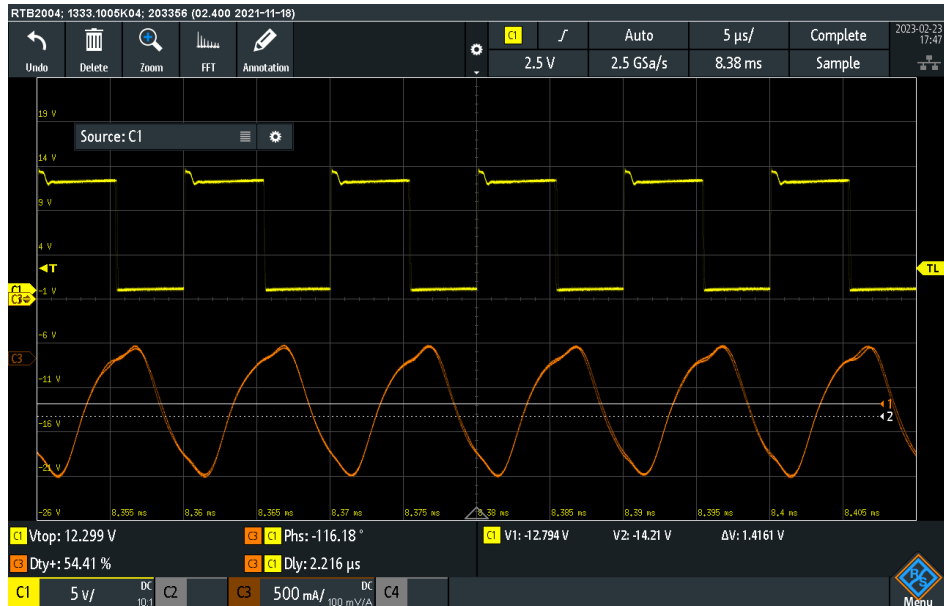 RTB2004; 1333.1005K04; 203356 (02.400 2021-11-18)
Undo Delete Zoom FFT Annotation
C1 Auto 5 µs/ Complete
2.5 V 2.5 GSa/s 8.38 ms Sample
2023-02-23
17:47
19 V
Source: C1
14 V
9 V
4 V
T
TL
C1
-1 V
C3
-6 V
C3
-11 V
1
2
-16 V
-21 V
-26 V 8.355 ms 8.36 ms 8.365 ms 8.37 ms 8.375 ms 8.38 ms 8.385 ms 8.39 ms 8.395 ms 8.4 ms 8.405 ms
C1 Vtop: 12.299 V C3 C1 Phs: -116.18 ° C1 V1: -12.794 V V2: -14.21 V ΔV: 1.4161 V
C3 Dty+: 54.41 % C3 C1 Dly: 2.216 µs
C1 5 V/ DC 10:1 C2 C3 500 mA/ DC 100 mV/A C4
R&S
Menu